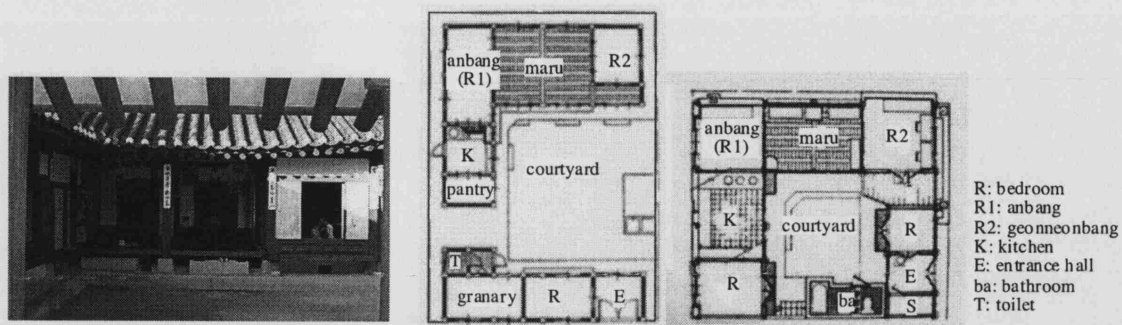 anbang
(R1)
maru
R2
K
pantry
courtyard
T
granary
R
E
anbang
(R1)
maru
R2
K
courtyard
R
R
E
ba
S
R: bedroom
R1: anbang
R2: geonneonbang
K: kitchen
E: entrance hall
ba: bathroom
T: toilet